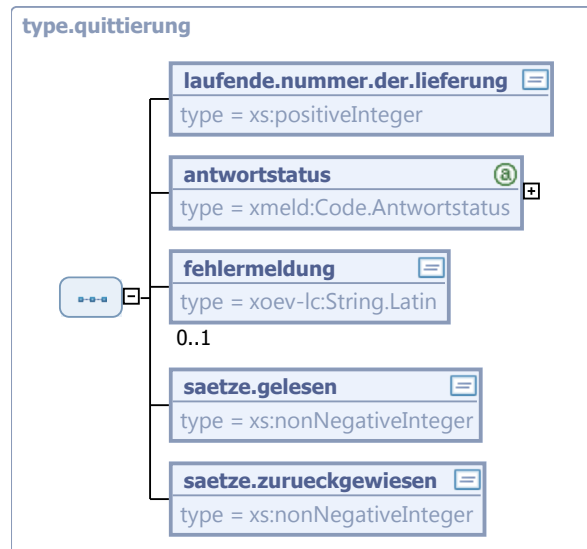 type.quittierung
laufende.nummer.der.lieferung
type = xs:positiveInteger
antwortstatus
type = xmeld:Code.Antwortstatus
fehlermeldung
type = xoev-lc:String.Latin
0..1
saetze.gelesen
type = xs:nonNegativeInteger
saetze.zurueckgewiesen
type = xs:nonNegativeInteger